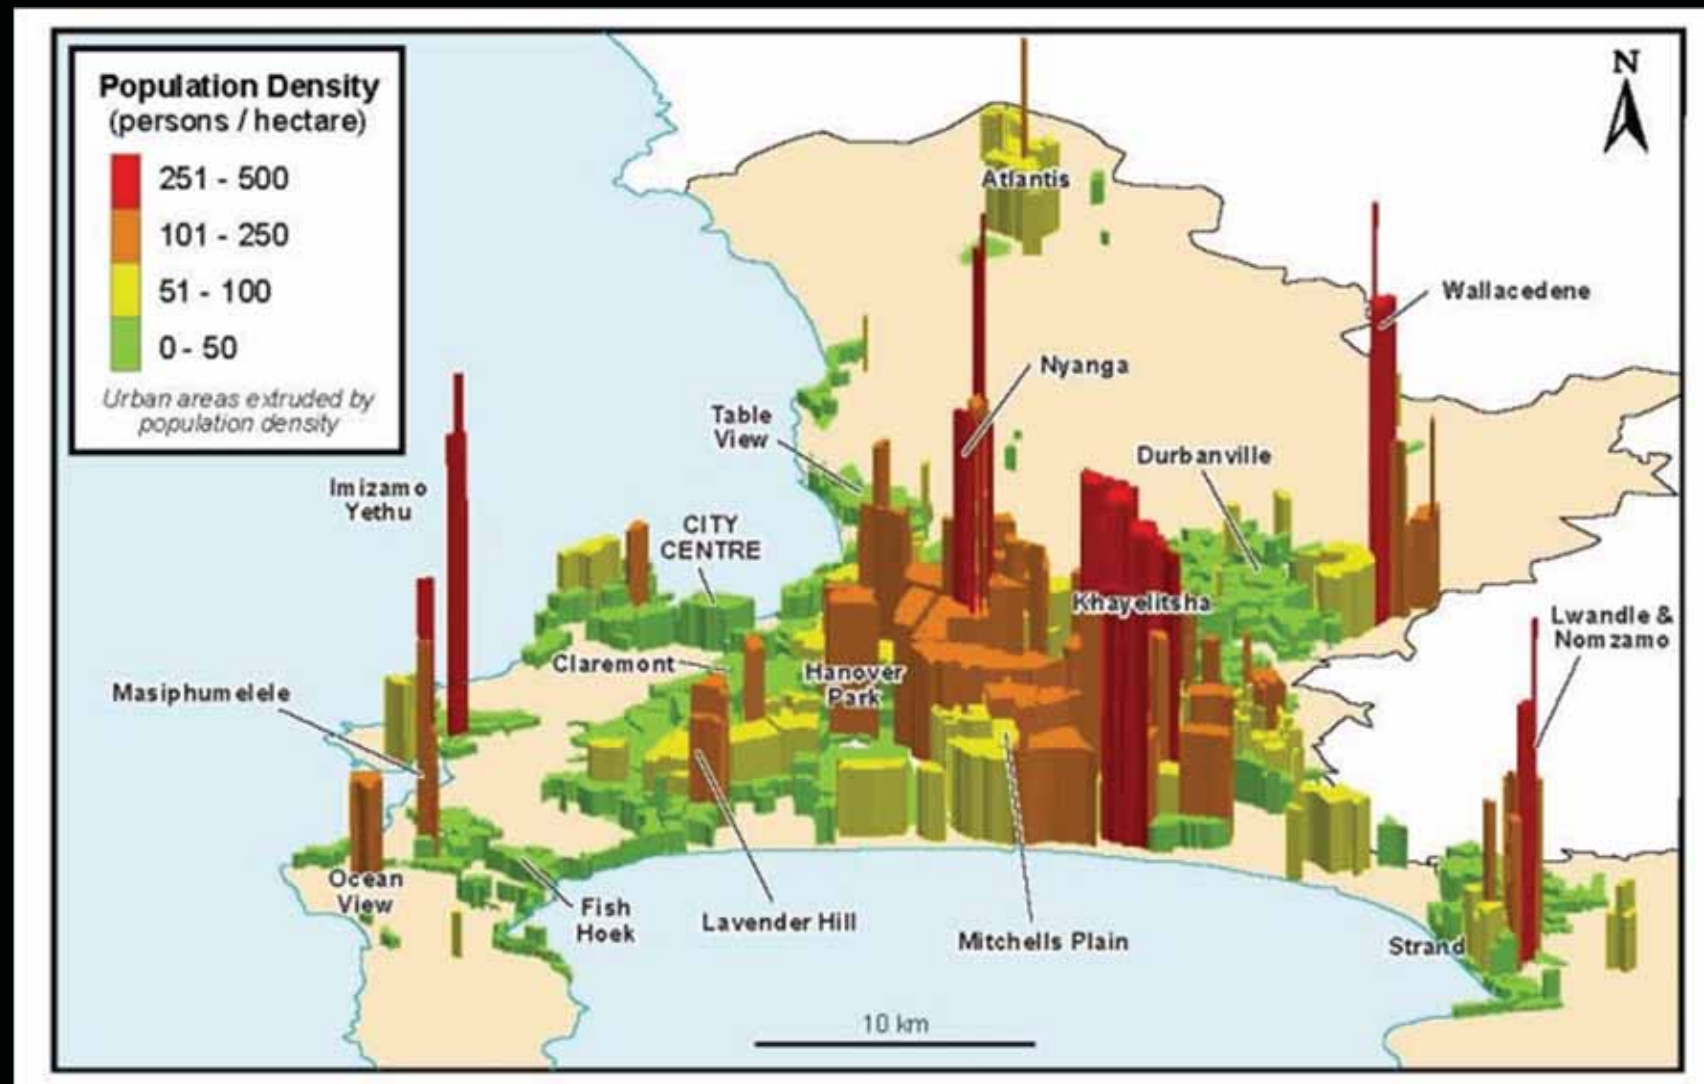 Population Density
(persons / hectare)
251 - 500
101 - 250
51 - 100
0 - 50
Urban areas extruded by
population density
N
Atlantis
Wallacedene
Nyanga
Table
View
Durbanville
Imizamo
Yethu
CITY
CENTRE
Khayelitsha
Lwandle &
Nomzamo
Claremont
Hanover
Park
Masiphumelele
Ocean
View
Fish
Hoek
Lavender Hill
Mitchells Plain
Strand
10 km